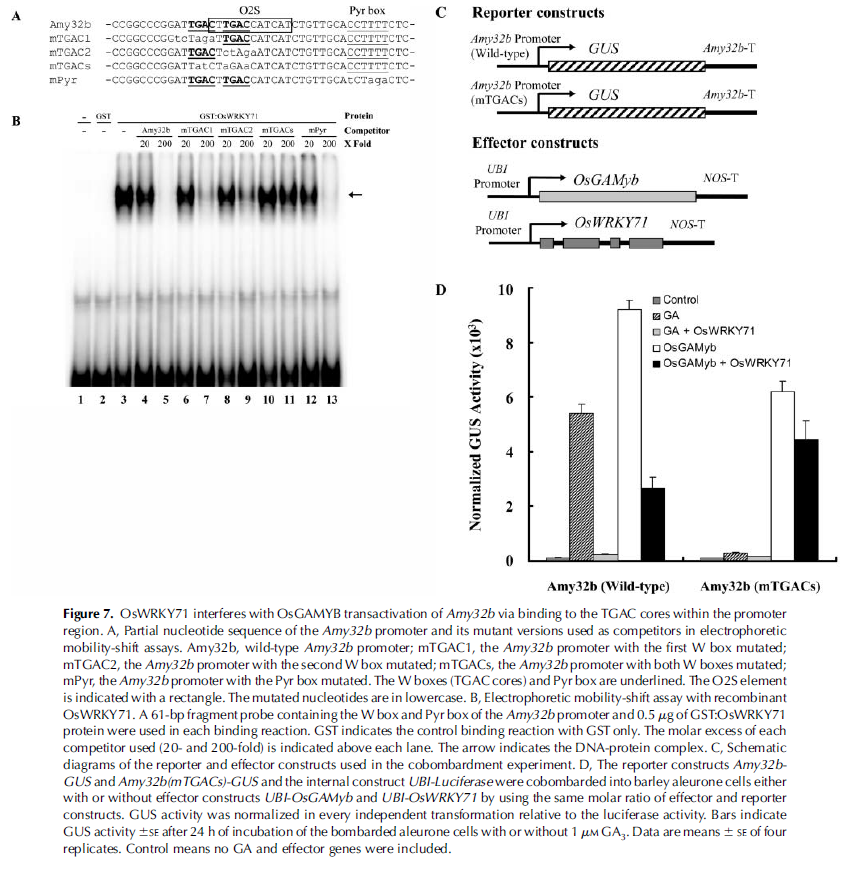 A
O2S
Pyr box
Amy32b -CCGGCCCGGATTGACTTGACCATCATCTGTTGCACCTTTTCTC-
mTGAC1 -CCGGCCCGGtcTagaTTGACCATCATCTGTTGCACCTTTTCTC-
mTGAC2 -CCGGCCCGGATTGACTtctAgAATCATCTGTTGCACCTTTTCTC-
mTGACs -CCGGCCCGGATTatCTaGaAcCATCATCTGTTGCACCTTTTCTC-
mPyr -CCGGCCCGGATTGACTTGACCATCATCTGTTGCAtCTagaCTC-
B
- GST GST:OsWRKY71 Protein
- - - Amy32b mTGAC1 mTGAC2 mTGACs mPyr Competitor
20 200 20 200 20 200 20 200 20 200 X Fold
←
1 2 3 4 5 6 7 8 9 10 11 12 13
C
Reporter constructs
Amy32b Promoter
(Wild-type)
GUS
Amy32b-T
Amy32b Promoter
(mTGACs)
GUS
Amy32b-T
Effector constructs
UBI
Promoter
OsGAMyb
NOS-T
UBI
Promoter
OsWRKY71
NOS-T
D
Normalized GUS Activity (x10³)
10
8
6
4
2
0
Control
GA
GA + OsWRKY71
OsGAMyb
OsGAMyb + OsWRKY71
Amy32b (Wild-type) Amy32b (mTGACs)
Figure 7. OsWRKY71 interferes with OsGAMYB transactivation of Amy32b via binding to the TGAC cores within the promoter
region. A, Partial nucleotide sequence of the Amy32b promoter and its mutant versions used as competitors in electrophoretic
mobility-shift assays. Amy32b, wild-type Amy32b promoter; mTGAC1, the Amy32b promoter with the first W box mutated;
mTGAC2, the Amy32b promoter with the second W box mutated; mTGACs, the Amy32b promoter with both W boxes mutated;
mPyr, the Amy32b promoter with the Pyr box mutated. The W boxes (TGAC cores) and Pyr box are underlined. The O2S element
is indicated with a rectangle. The mutated nucleotides are in lowercase. B, Electrophoretic mobility-shift assay with recombinant
OsWRKY71. A 61-bp fragment probe containing the W box and Pyr box of the Amy32b promoter and 0.5 μg of GST:OsWRKY71
protein were used in each binding reaction. GST indicates the control binding reaction with GST only. The molar excess of each
competitor used (20- and 200-fold) is indicated above each lane. The arrow indicates the DNA-protein complex. C, Schematic
diagrams of the reporter and effector constructs used in the cobombardment experiment. D, The reporter constructs Amy32b-
GUS and Amy32b(mTGACs)-GUS and the internal construct UBI-Luciferase were cobombarded into barley aleurone cells either
with or without effector constructs UBI-OsGAMyb and UBI-OsWRKY71 by using the same molar ratio of effector and reporter
constructs. GUS activity was normalized in every independent transformation relative to the luciferase activity. Bars indicate
GUS activity ±SE after 24 h of incubation of the bombarded aleurone cells with or without 1 μM GA₃. Data are means ± SE of four
replicates. Control means no GA and effector genes were included.